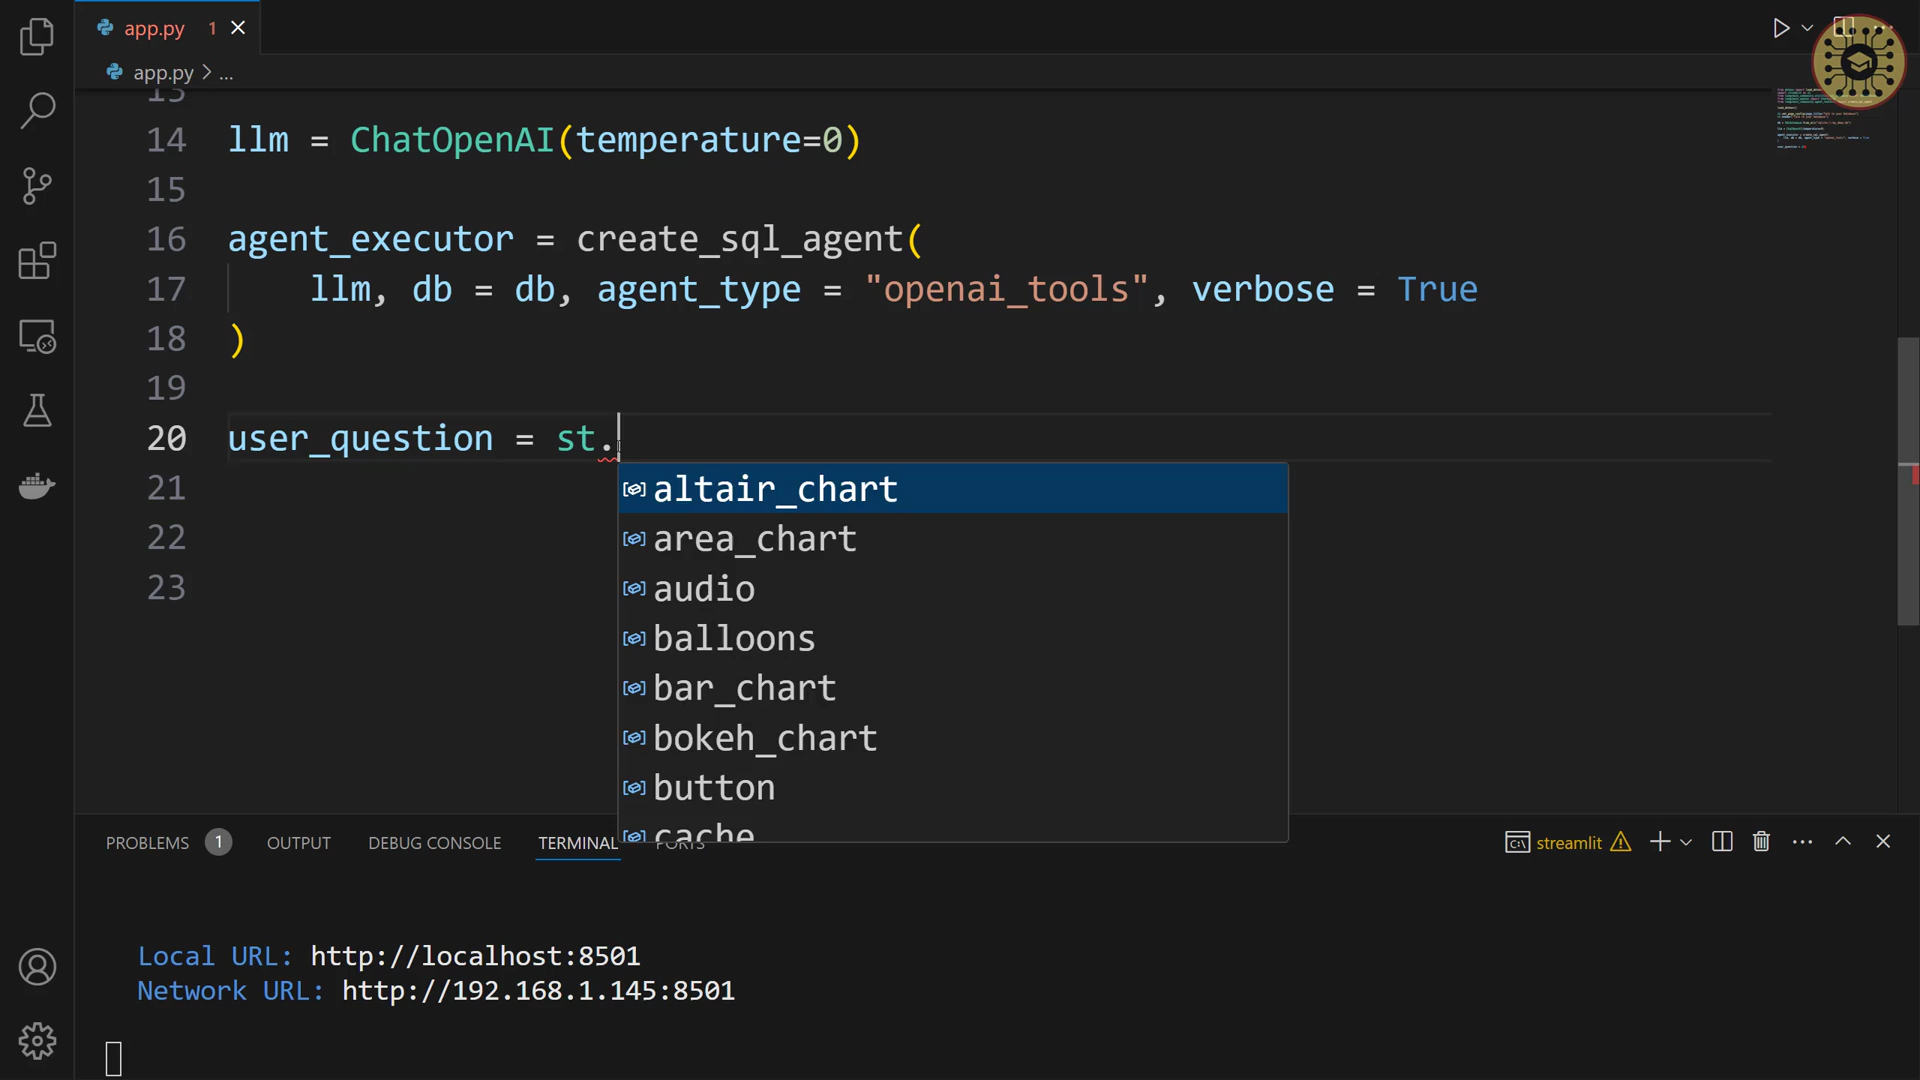 app.py 1
app.py > ...
13
14 llm = ChatOpenAI(temperature=0)
15
16 agent_executor = create_sql_agent(
17 llm, db = db, agent_type = "openai_tools", verbose = True
18 )
19
20 user_question = st.
21
22
23
altair_chart
area_chart
audio
balloons
bar_chart
bokeh_chart
button
cache
PROBLEMS 1 OUTPUT DEBUG CONSOLE TERMINAL PORTS streamlit
Local URL: http://localhost:8501
Network URL: http://192.168.1.145:8501